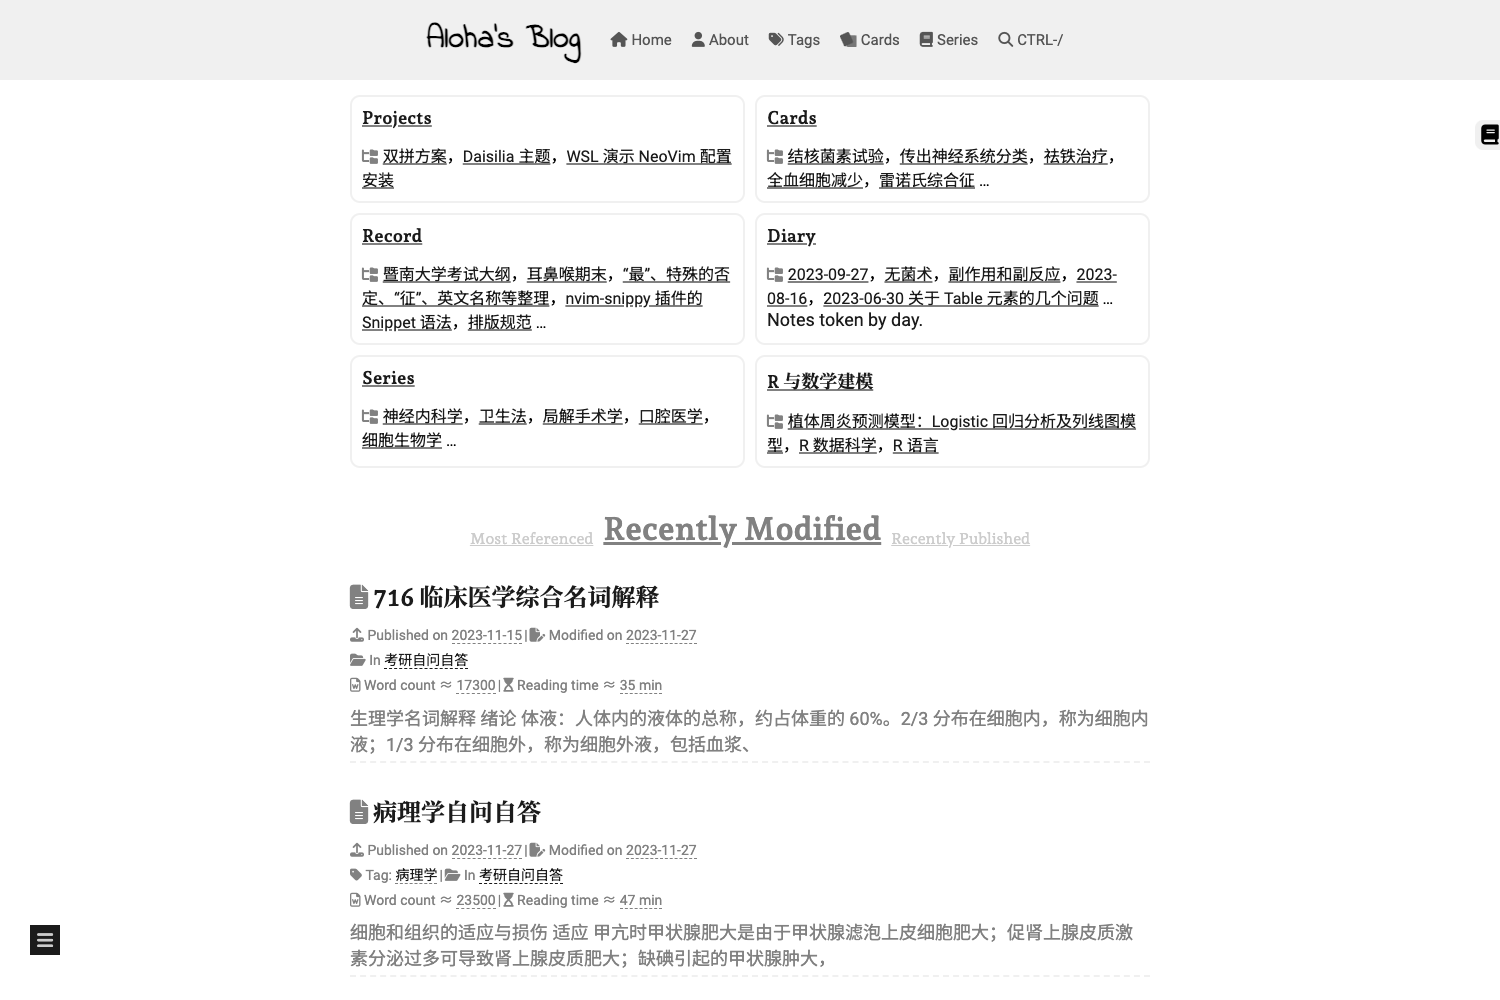 Aloha's Blog Home About Tags Cards Series CTRL-/
Projects
双拼方案，Daisilia 主题，WSL 演示 NeoVim 配置
安装
Cards
结核菌素试验，传出神经系统分类，祛铁治疗，
全血细胞减少，雷诺氏综合征 ...
Record
暨南大学考试大纲，耳鼻喉期末，“最”、特殊的否
定、“征”、英文名称等整理，nvim-snippy 插件的
Snippet 语法，排版规范 ...
Diary
2023-09-27，无菌术，副作用和副反应，2023-
08-16，2023-06-30 关于 Table 元素的几个问题 ...
Notes token by day.
Series
神经内科学，卫生法，局解手术学，口腔医学，
细胞生物学 ...
R 与数学建模
植体周炎预测模型：Logistic 回归分析及列线图模
型，R 数据科学，R 语言
Most Referenced Recently Modified Recently Published
716 临床医学综合名词解释
Published on 2023-11-15 | Modified on 2023-11-27
In 考研自问自答
Word count ≈ 17300 | Reading time ≈ 35 min
生理学名词解释 绪论 体液：人体内的液体的总称，约占体重的 60%。2/3 分布在细胞内，称为细胞内
液；1/3 分布在细胞外，称为细胞外液，包括血浆、
病理学自问自答
Published on 2023-11-27 | Modified on 2023-11-27
Tag: 病理学 | In 考研自问自答
Word count ≈ 23500 | Reading time ≈ 47 min
细胞和组织的适应与损伤 适应 甲亢时甲状腺肥大是由于甲状腺滤泡上皮细胞肥大；促肾上腺皮质激
素分泌过多可导致肾上腺皮质肥大；缺碘引起的甲状腺肿大，